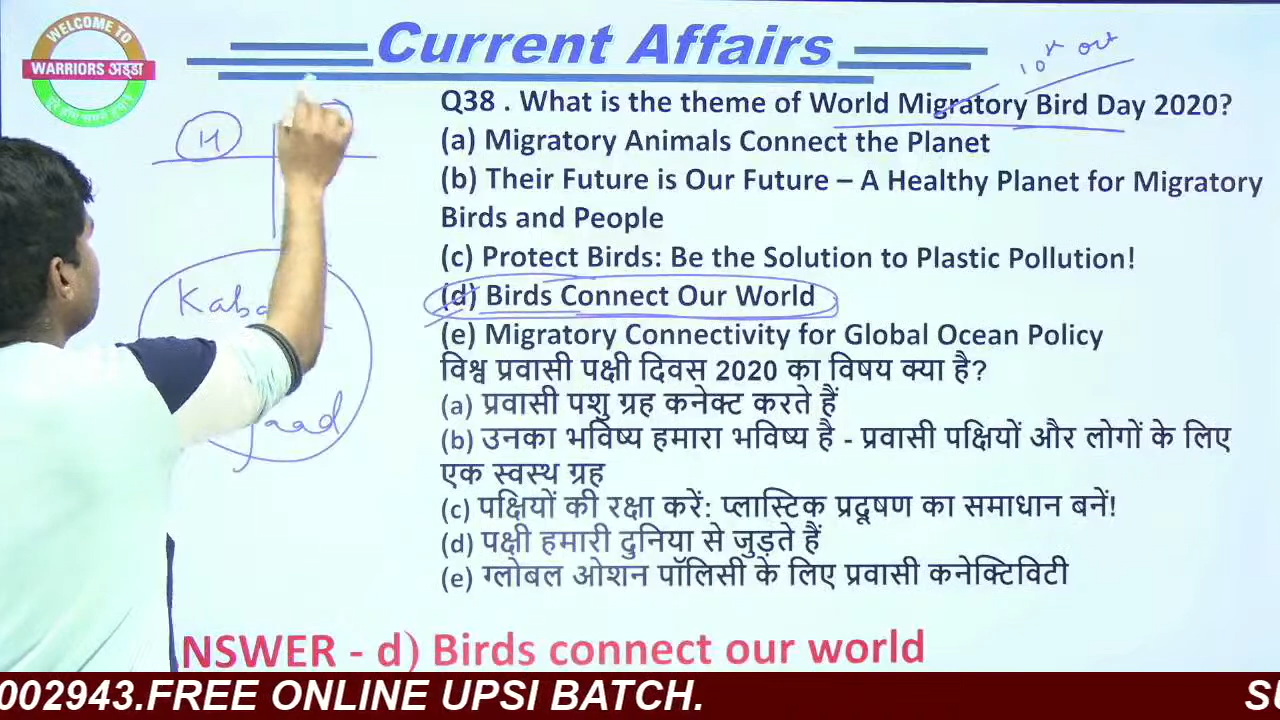 WELCOME TO
WARRIORS अड्डा
Current Affairs
10th oct
Q38 . What is the theme of World Migratory Bird Day 2020?
(a) Migratory Animals Connect the Planet
(b) Their Future is Our Future – A Healthy Planet for Migratory
Birds and People
(c) Protect Birds: Be the Solution to Plastic Pollution!
(d) Birds Connect Our World
(e) Migratory Connectivity for Global Ocean Policy
विश्व प्रवासी पक्षी दिवस 2020 का विषय क्या है?
(a) प्रवासी पशु ग्रह कनेक्ट करते हैं
(b) उनका भविष्य हमारा भविष्य है - प्रवासी पक्षियों और लोगों के लिए
एक स्वस्थ ग्रह
(c) पक्षियों की रक्षा करें: प्लास्टिक प्रदूषण का समाधान बनें!
(d) पक्षी हमारी दुनिया से जुड़ते हैं
(e) ग्लोबल ओशन पॉलिसी के लिए प्रवासी कनेक्टिविटी
H
NSWER - d) Birds connect our world
002943.FREE ONLINE UPSI BATCH.
SU